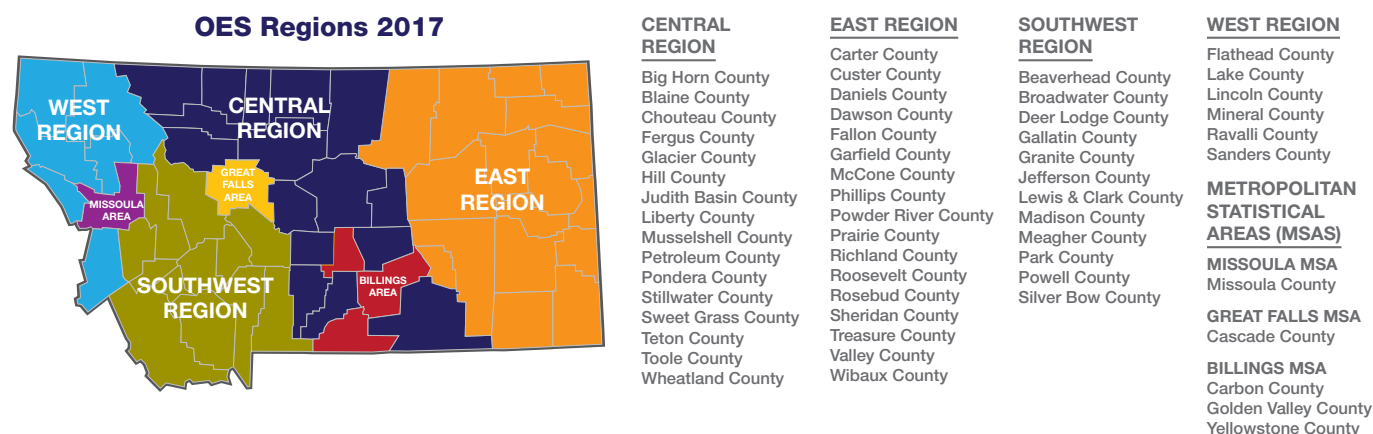 OES Regions 2017
WEST
REGION
CENTRAL
REGION
GREAT
FALLS
AREA
EAST
REGION
MISSOULA
AREA
SOUTHWEST
REGION
BILLINGS
AREA
CENTRAL
REGION
Big Horn County
Blaine County
Chouteau County
Fergus County
Glacier County
Hill County
Judith Basin County
Liberty County
Musselshell County
Petroleum County
Pondera County
Stillwater County
Sweet Grass County
Teton County
Toole County
Wheatland County
EAST REGION
Carter County
Custer County
Daniels County
Dawson County
Fallon County
Garfield County
McCone County
Phillips County
Powder River County
Prairie County
Richland County
Roosevelt County
Rosebud County
Sheridan County
Treasure County
Valley County
Wibaux County
SOUTHWEST
REGION
Beaverhead County
Broadwater County
Deer Lodge County
Gallatin County
Granite County
Jefferson County
Lewis & Clark County
Madison County
Meagher County
Park County
Powell County
Silver Bow County
WEST REGION
Flathead County
Lake County
Lincoln County
Mineral County
Ravalli County
Sanders County
METROPOLITAN
STATISTICAL
AREAS (MSAS)
MISSOULA MSA
Missoula County
GREAT FALLS MSA
Cascade County
BILLINGS MSA
Carbon County
Golden Valley County
Yellowstone County